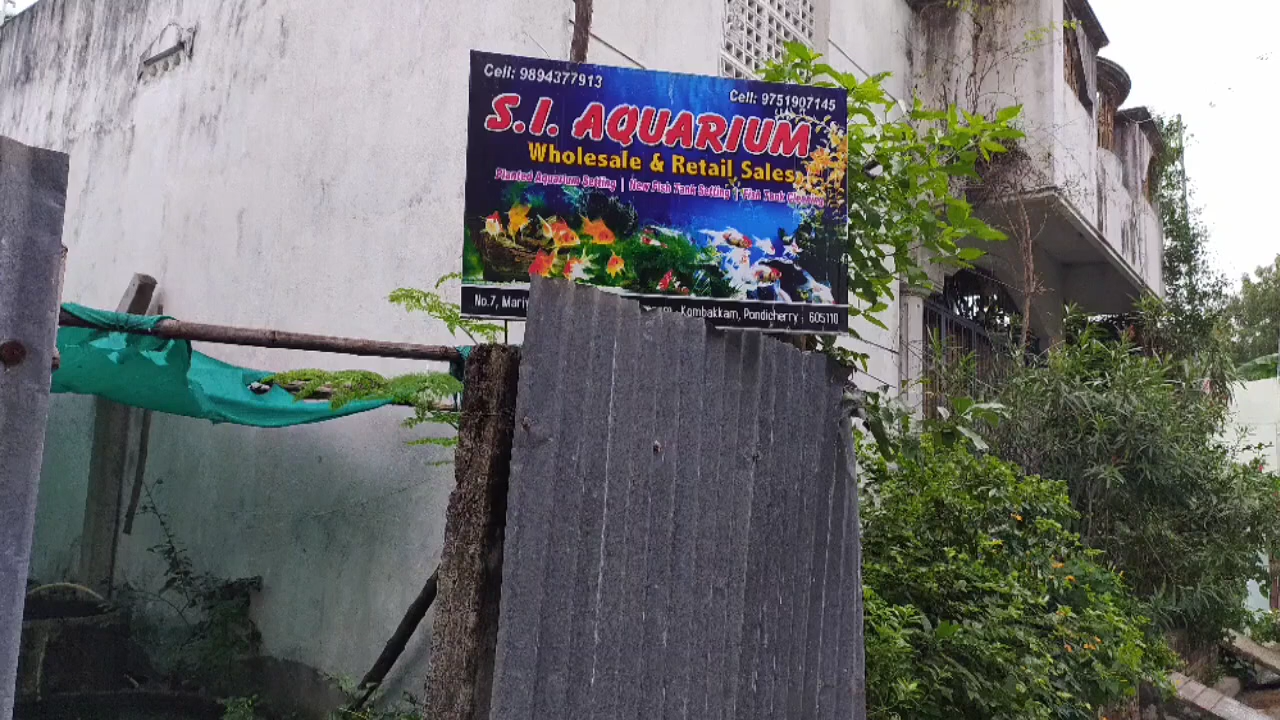 Cell: 9894377913
Cell: 9751907145
S.I. AQUARIUM
Wholesale & Retail Sales
Planted Aquarium Setting | New Fish Tank Setting | Fish Tank Cleaning
No.7, Kombakkam, Pondicherry - 605110